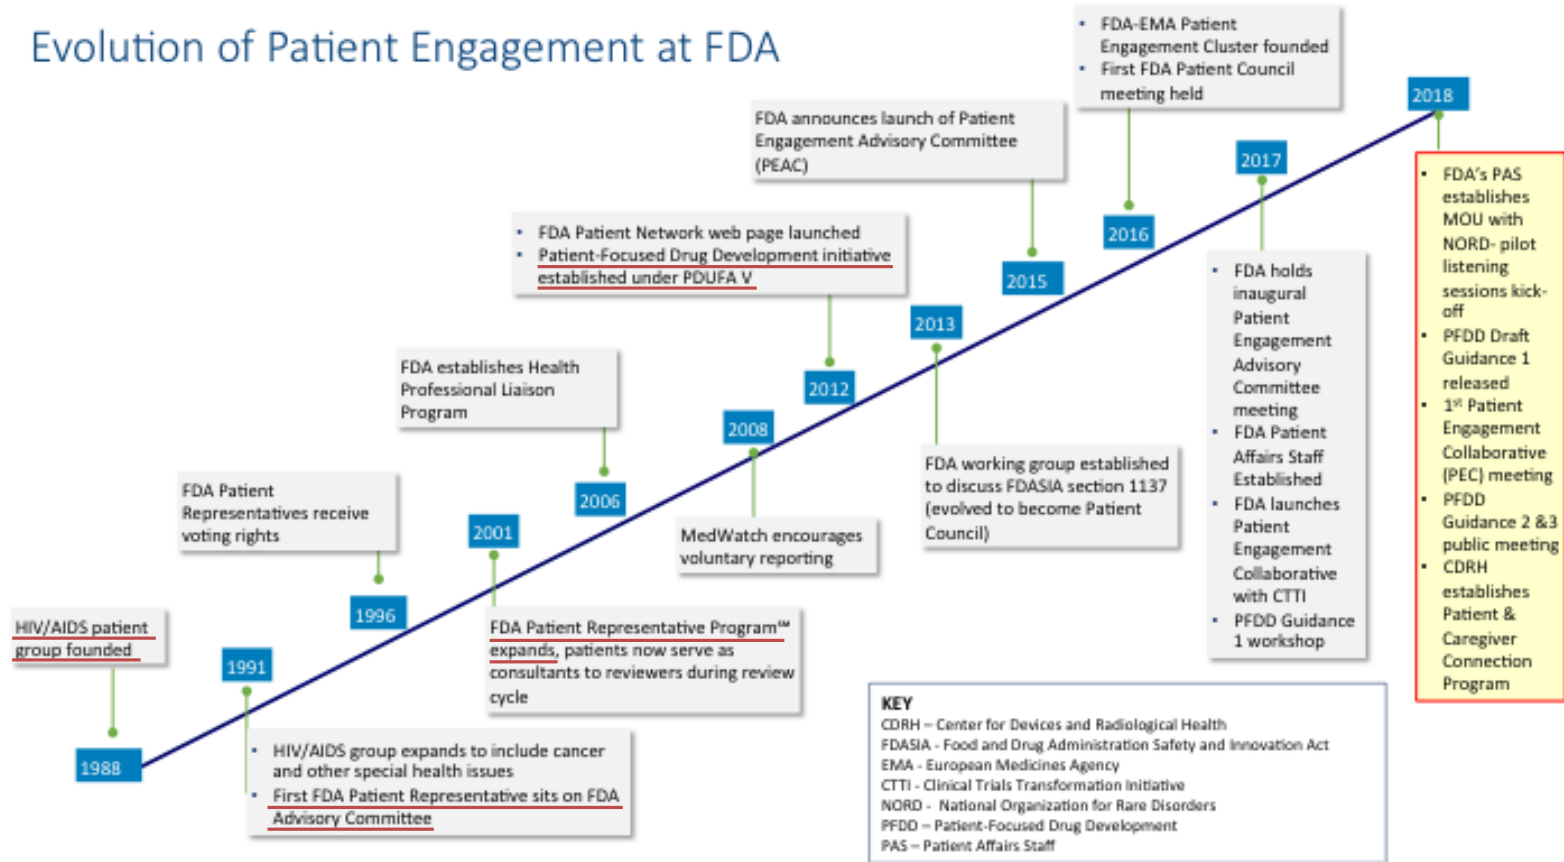 Evolution of Patient Engagement at FDA
1988
HIV/AIDS patient
group founded
1991
▪ HIV/AIDS group expands to include cancer
and other special health issues
▪ First FDA Patient Representative sits on FDA
Advisory Committee
1996
FDA Patient
Representatives receive
voting rights
2001
FDA Patient Representative Program℠
expands, patients now serve as
consultants to reviewers during review
cycle
2006
FDA establishes Health
Professional Liaison
Program
2008
MedWatch encourages
voluntary reporting
2012
▪ FDA Patient Network web page launched
▪ Patient-Focused Drug Development initiative
established under PDUFA V
2013
FDA working group established
to discuss FDASIA section 1137
(evolved to become Patient
Council)
2015
FDA announces launch of Patient
Engagement Advisory Committee
(PEAC)
2016
▪ FDA-EMA Patient
Engagement Cluster founded
▪ First FDA Patient Council
meeting held
2017
▪ FDA holds
inaugural
Patient
Engagement
Advisory
Committee
meeting
▪ FDA Patient
Affairs Staff
Established
▪ FDA launches
Patient
Engagement
Collaborative
with CTTI
▪ PFDD Guidance
1 workshop
2018
▪ FDA's PAS
establishes
MOU with
NORD- pilot
listening
sessions kick-
off
▪ PFDD Draft
Guidance 1
released
▪ 1st Patient
Engagement
Collaborative
(PEC) meeting
▪ PFDD
Guidance 2 &3
public meeting
▪ CDRH
establishes
Patient &
Caregiver
Connection
Program
KEY
CDRH – Center for Devices and Radiological Health
FDASIA - Food and Drug Administration Safety and Innovation Act
EMA - European Medicines Agency
CTTI - Clinical Trials Transformation Initiative
NORD - National Organization for Rare Disorders
PFDD – Patient-Focused Drug Development
PAS – Patient Affairs Staff